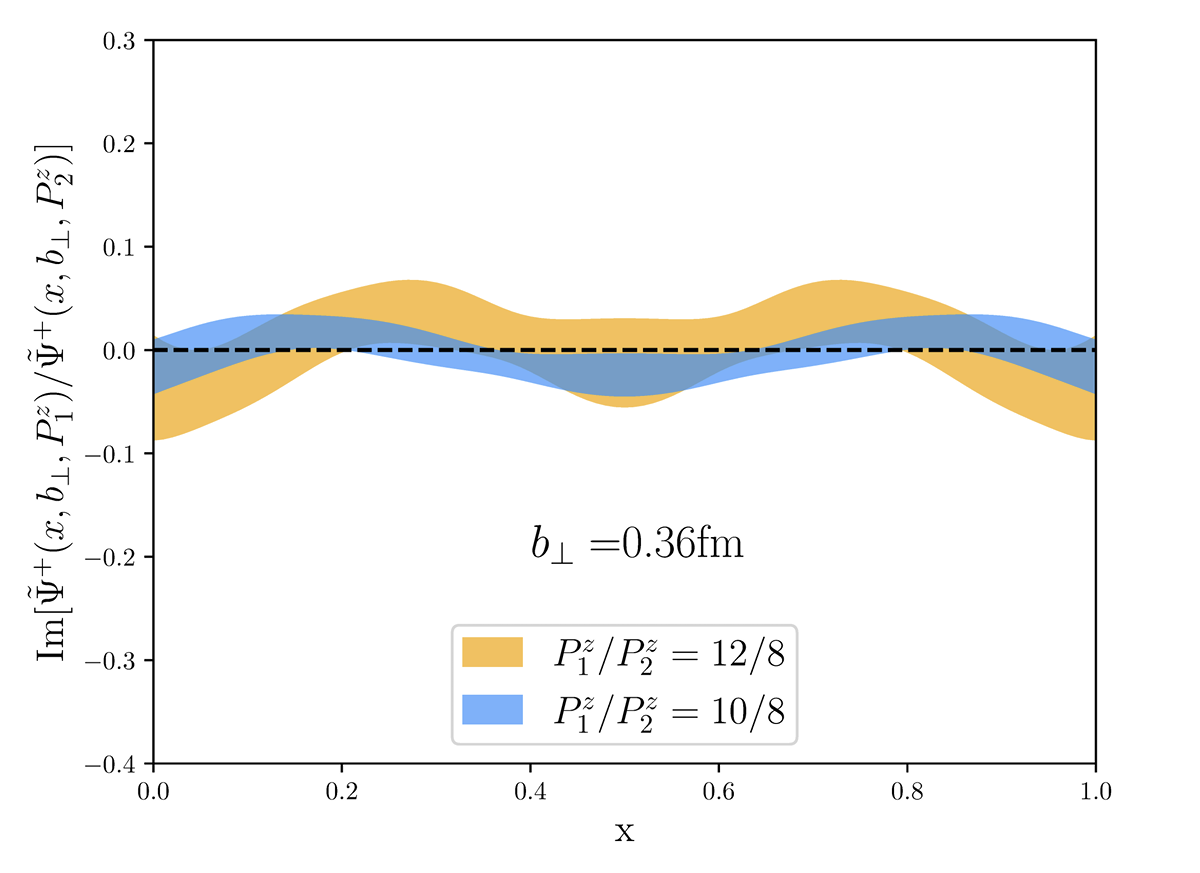 0.3
0.2
0.1
0.0
−0.1
−0.2
−0.3
−0.4
Im[Ψ̃⁺(x, b⊥, P₁ᶻ)/Ψ̃⁺(x, b⊥, P₂ᶻ)]
b⊥ =0.36fm
P₁ᶻ/P₂ᶻ = 12/8
P₁ᶻ/P₂ᶻ = 10/8
0.0 0.2 0.4 0.6 0.8 1.0
x